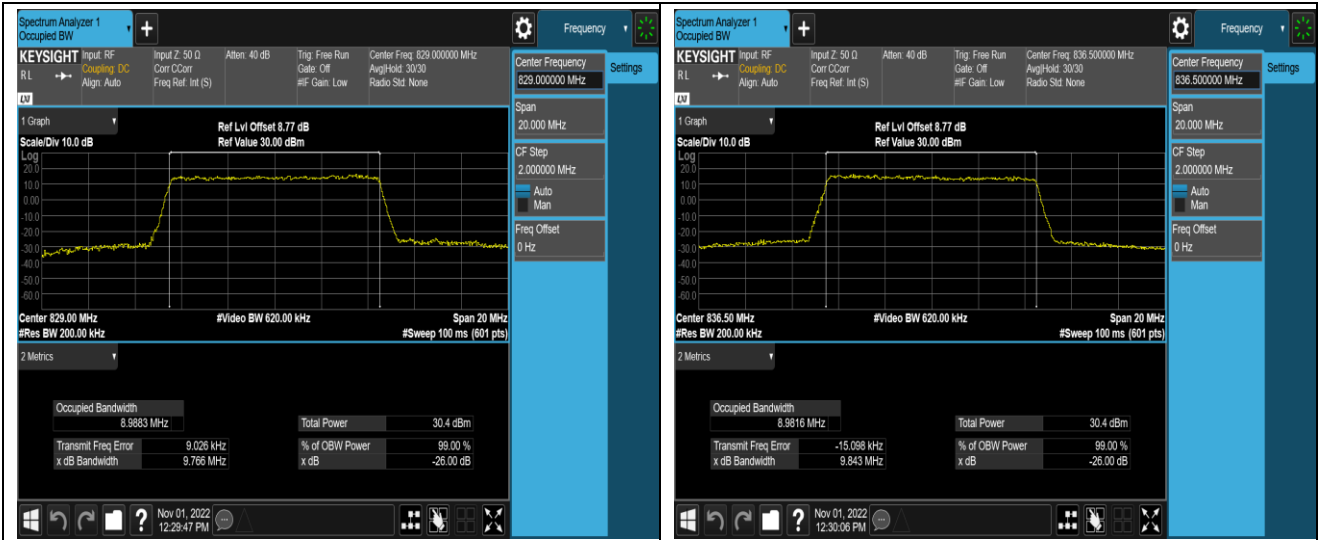 Spectrum Analyzer 1
Occupied BW
+
Frequency
KEYSIGHT
RL
LXI
Input: RF
Coupling: DC
Align: Auto
Input Z: 50 Ω
Corr CCorr
Freq Ref: Int (S)
Atten: 40 dB
Trig: Free Run
Gate: Off
#IF Gain: Low
Center Freq: 829.000000 MHz
Avg|Hold: 30/30
Radio Std: None
Center Frequency
829.000000 MHz
Settings
Span
20.000 MHz
CF Step
2.000000 MHz
Auto
Man
Freq Offset
0 Hz
1 Graph
Ref Lvl Offset 8.77 dB
Scale/Div 10.0 dB
Ref Value 30.00 dBm
Log
20.0
10.0
0.00
-10.0
-20.0
-30.0
-40.0
-50.0
-60.0
Center 829.00 MHz
#Video BW 620.00 kHz
Span 20 MHz
#Res BW 200.00 kHz
#Sweep 100 ms (601 pts)
2 Metrics
Occupied Bandwidth
8.9883 MHz
Total Power 30.4 dBm
Transmit Freq Error 9.026 kHz
% of OBW Power 99.00 %
x dB Bandwidth 9.766 MHz
x dB -26.00 dB
?
Nov 01, 2022
12:29:47 PM
Spectrum Analyzer 1
Occupied BW
+
Frequency
KEYSIGHT
RL
LXI
Input: RF
Coupling: DC
Align: Auto
Input Z: 50 Ω
Corr CCorr
Freq Ref: Int (S)
Atten: 40 dB
Trig: Free Run
Gate: Off
#IF Gain: Low
Center Freq: 836.500000 MHz
Avg|Hold: 30/30
Radio Std: None
Center Frequency
836.500000 MHz
Settings
Span
20.000 MHz
CF Step
2.000000 MHz
Auto
Man
Freq Offset
0 Hz
1 Graph
Ref Lvl Offset 8.77 dB
Scale/Div 10.0 dB
Ref Value 30.00 dBm
Log
20.0
10.0
0.00
-10.0
-20.0
-30.0
-40.0
-50.0
-60.0
Center 836.50 MHz
#Video BW 620.00 kHz
Span 20 MHz
#Res BW 200.00 kHz
#Sweep 100 ms (601 pts)
2 Metrics
Occupied Bandwidth
8.9816 MHz
Total Power 30.4 dBm
Transmit Freq Error -15.098 kHz
% of OBW Power 99.00 %
x dB Bandwidth 9.843 MHz
x dB -26.00 dB
?
Nov 01, 2022
12:30:06 PM